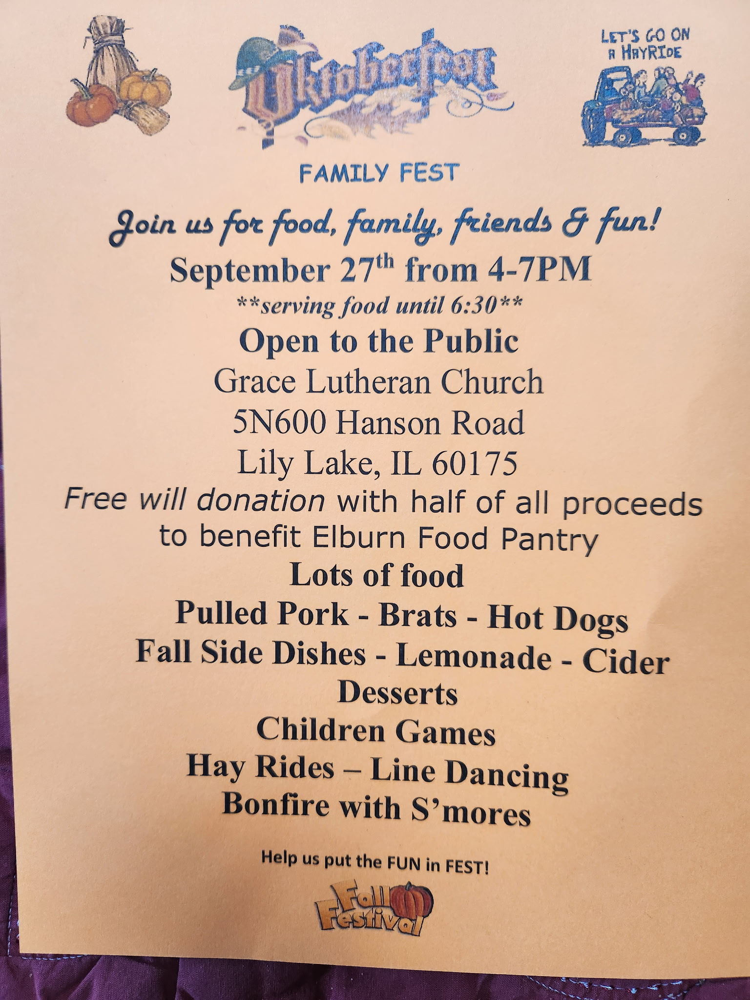 Oktoberfest
LET'S GO ON
A HAYRIDE
FAMILY FEST
Join us for food, family, friends & fun!
September 27th from 4-7PM
**serving food until 6:30**
Open to the Public
Grace Lutheran Church
5N600 Hanson Road
Lily Lake, IL 60175
Free will donation with half of all proceeds
to benefit Elburn Food Pantry
Lots of food
Pulled Pork - Brats - Hot Dogs
Fall Side Dishes - Lemonade - Cider
Desserts
Children Games
Hay Rides – Line Dancing
Bonfire with S’mores
Help us put the FUN in FEST!
Fall
Festival